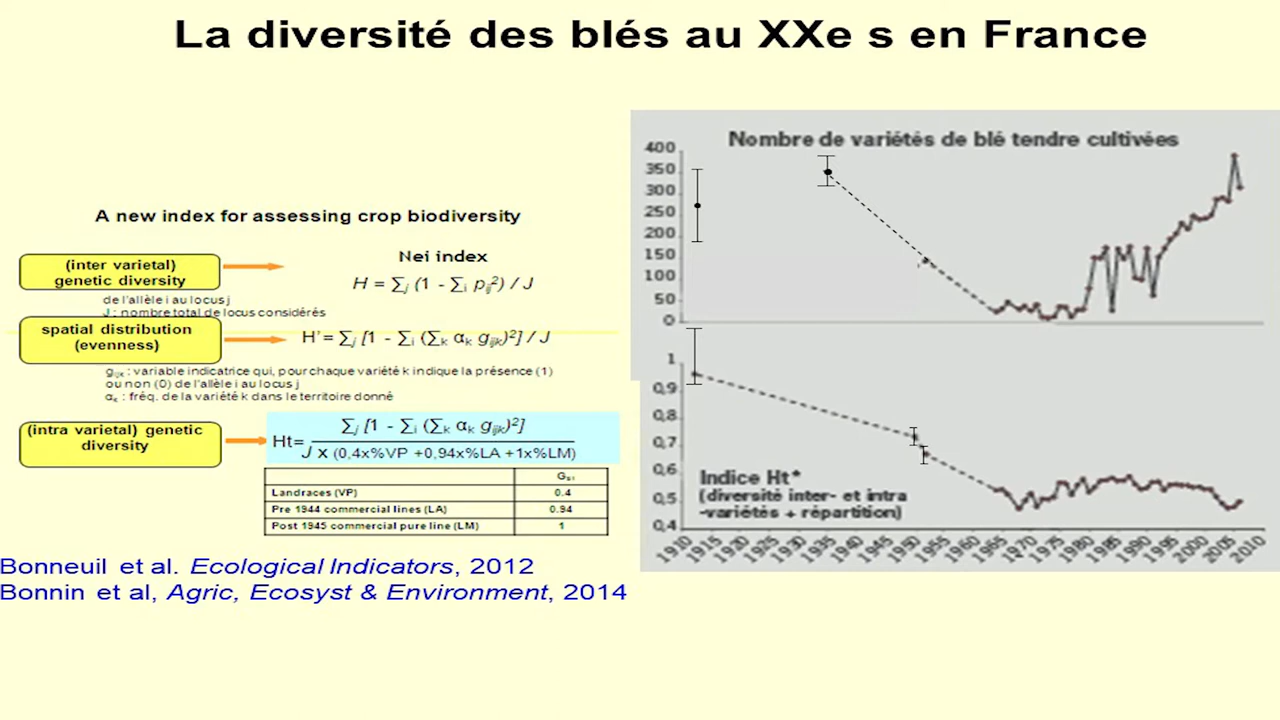 La diversité des blés au XXe s en France
A new index for assessing crop biodiversity
(inter varietal)
genetic diversity
Nei index
H = ∑j (1 - ∑i pij²) / J
de l'allèle i au locus j
J : nombre total de locus considérés
spatial distribution
(evenness)
H'= ∑j [1 - ∑i (∑k αk gijk)²] / J
gijk : variable indicatrice qui, pour chaque variété k indique la présence (1)
ou non (0) de l'allèle i au locus j
αk : fréq. de la variété k dans le territoire donné
(intra varietal) genetic
diversity
Ht=
∑j [1 - ∑i (∑k αk gijk)²]
J x (0,4x%VP +0,94x%LA +1x%LM)
Landraces (VP) 0.4
Pre 1944 commercial lines (LA) 0.94
Post 1945 commercial pure line (LM) 1
Bonneuil et al. Ecological Indicators, 2012
Bonnin et al, Agric, Ecosyst & Environment, 2014
Nombre de variétés de blé tendre cultivées
400
350
300
250
200
150
100
50
0
1
0,9
0,8
0,7
0,6
0,5
0,4
Indice Ht*
(diversité inter- et intra
-variétés + répartition)
1910 1915 1920 1925 1930 1935 1940 1945 1950 1955 1960 1965 1970 1975 1980 1985 1990 1995 2000 2005 2010